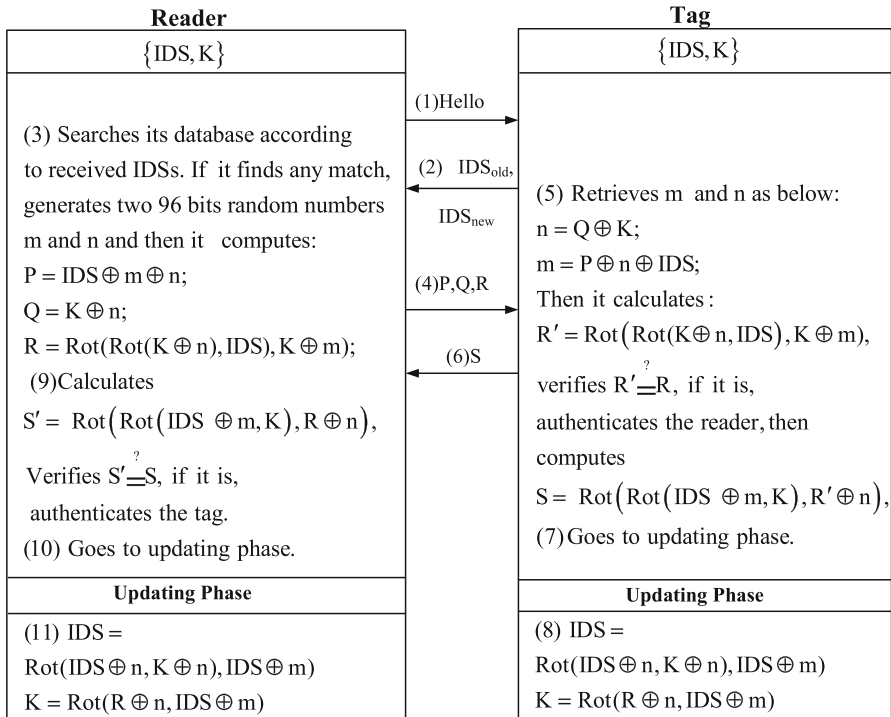 Reader
{IDS, K}
(3) Searches its database according
to received IDSs. If it finds any match,
generates two 96 bits random numbers
m and n and then it computes:
P = IDS ⊕ m ⊕ n;
Q = K ⊕ n;
R = Rot(Rot(K ⊕ n), IDS), K ⊕ m);
(9)Calculates
S′ = Rot(Rot(IDS ⊕ m, K), R ⊕ n),
Verifies S′ ≟ S, if it is,
authenticates the tag.
(10) Goes to updating phase.
Updating Phase
(11) IDS =
Rot(IDS ⊕ n, K ⊕ n), IDS ⊕ m)
K = Rot(R ⊕ n, IDS ⊕ m)
(1)Hello
(2) IDS_old,
IDS_new
(4)P,Q,R
(6)S
Tag
{IDS, K}
(5) Retrieves m and n as below:
n = Q ⊕ K;
m = P ⊕ n ⊕ IDS;
Then it calculates :
R′ = Rot(Rot(K ⊕ n, IDS), K ⊕ m),
verifies R′ ≟ R, if it is,
authenticates the reader, then
computes
S = Rot(Rot(IDS ⊕ m, K), R′ ⊕ n),
(7)Goes to updating phase.
Updating Phase
(8) IDS =
Rot(IDS ⊕ n, K ⊕ n), IDS ⊕ m)
K = Rot(R ⊕ n, IDS ⊕ m)